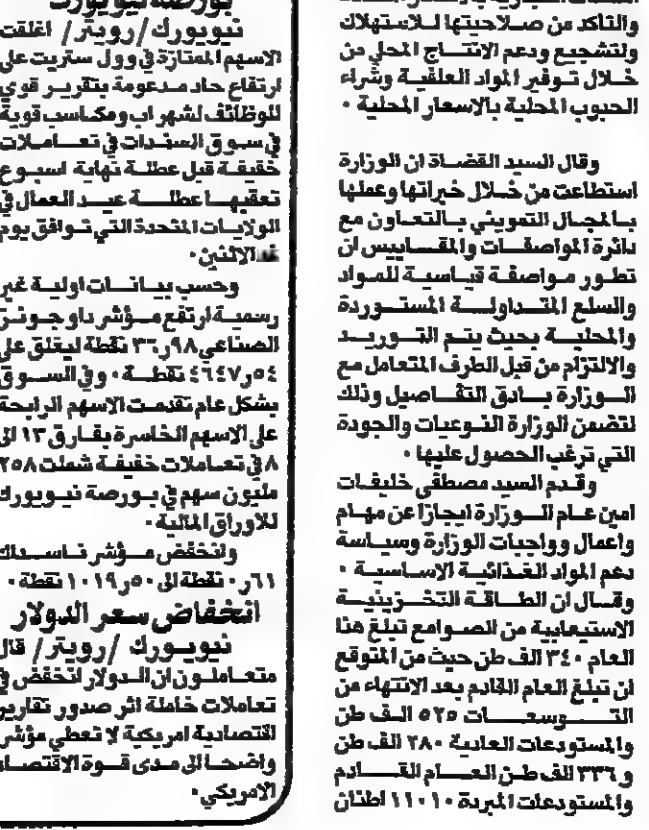 والتاكد من صلاحيتها للاستهلاك
ولتشجيع ودعم الانتاج المحلي من
خلال توفير المواد العلفية وشراء
الحبوب المحلية بالاسعار المحلية .
وقال السيد القضاة ان الوزارة
استطاعت من خلال خبراتها وعملها
بالمجال التمويني بالتعاون مع
دائرة المواصفات والمقاييس ان
تطور مواصفة قياسية للمواد
والسلع المتداولة المستوردة
والمحلية بحيث يتم التوريد
والالتزام من قبل الطرف المتعامل مع
الوزارة بادق التفاصيل وذلك
لتضمن الوزارة النوعيات والجودة
التي ترغب الحصول عليها .
وقدم السيد مصطفى خليفات
امين عام الوزارة ايجازا عن مهام
واعمال وواجبات الوزارة وسياسة
دعم المواد الغذائية الاساسية .
وقال ان الطاقة التخزينية
الاستيعابية من الصوامع تبلغ هذا
العام ٣٤٠ الف طن حيث من المتوقع
ان تبلغ العام القادم بعد الانتهاء من
التوسعات ٥٢٥ الف طن
والمستودعات العادية ٢٨٠ الف طن
و ٣٣٦ الف طن العام القادم
والمستودعات المبردة ١١٠١٠ اطنان
بورصة نيويورك
نيويورك/رويتر/ اغلقت
الاسهم الممتازة في وول ستريت على
ارتفاع حاد مدعومة بتقرير قوي
للوظائف لشهر اب ومكاسب قوية
في سوق السندات في تعاملات
خفيفة قبل عطلة نهاية اسبوع
تعقبها عطلة عيد العمال في
الولايات المتحدة التي توافق يوم
غد الاثنين .
وحسب بيانات اولية غير
رسمية ارتفع مؤشر داو جونز
الصناعي ٩٨ر٣٦ نقطة ليغلق على
٥٤ر٤٦٤٧ نقطة . وفي السوق
بشكل عام تقدمت الاسهم الرابحة
على الاسهم الخاسرة بفارق ١٣ الى
٨ في تعاملات خفيفة شملت ٢٥٨
مليون سهم في بورصة نيويورك
للاوراق المالية .
وانخفض مؤشر ناسداك
٦١ر٠ نقطة الى ٥٠ر١٠١٩ نقطة .
انخفاض سعر الدولار
نيويورك /رويتر/ قال
متعاملون ان الدولار انخفض في
تعاملات خاملة اثر صدور تقارير
اقتصادية امريكية لا تعطي مؤشرا
واضحا الى مدى قوة الاقتصاد
الامريكي .